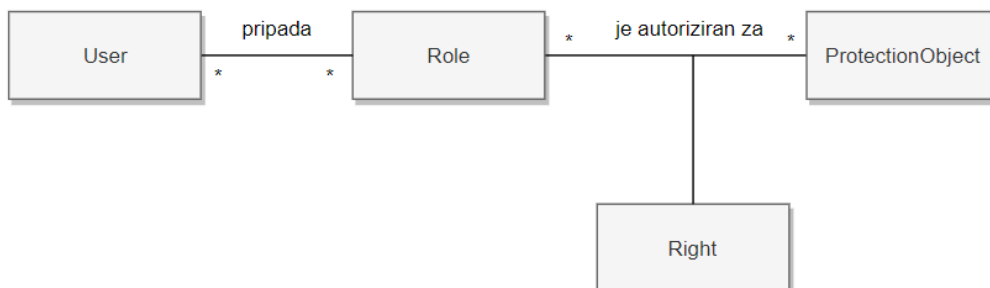 pripada
je autoriziran za
User
Role
*
*
ProtectionObject
*
*
Right